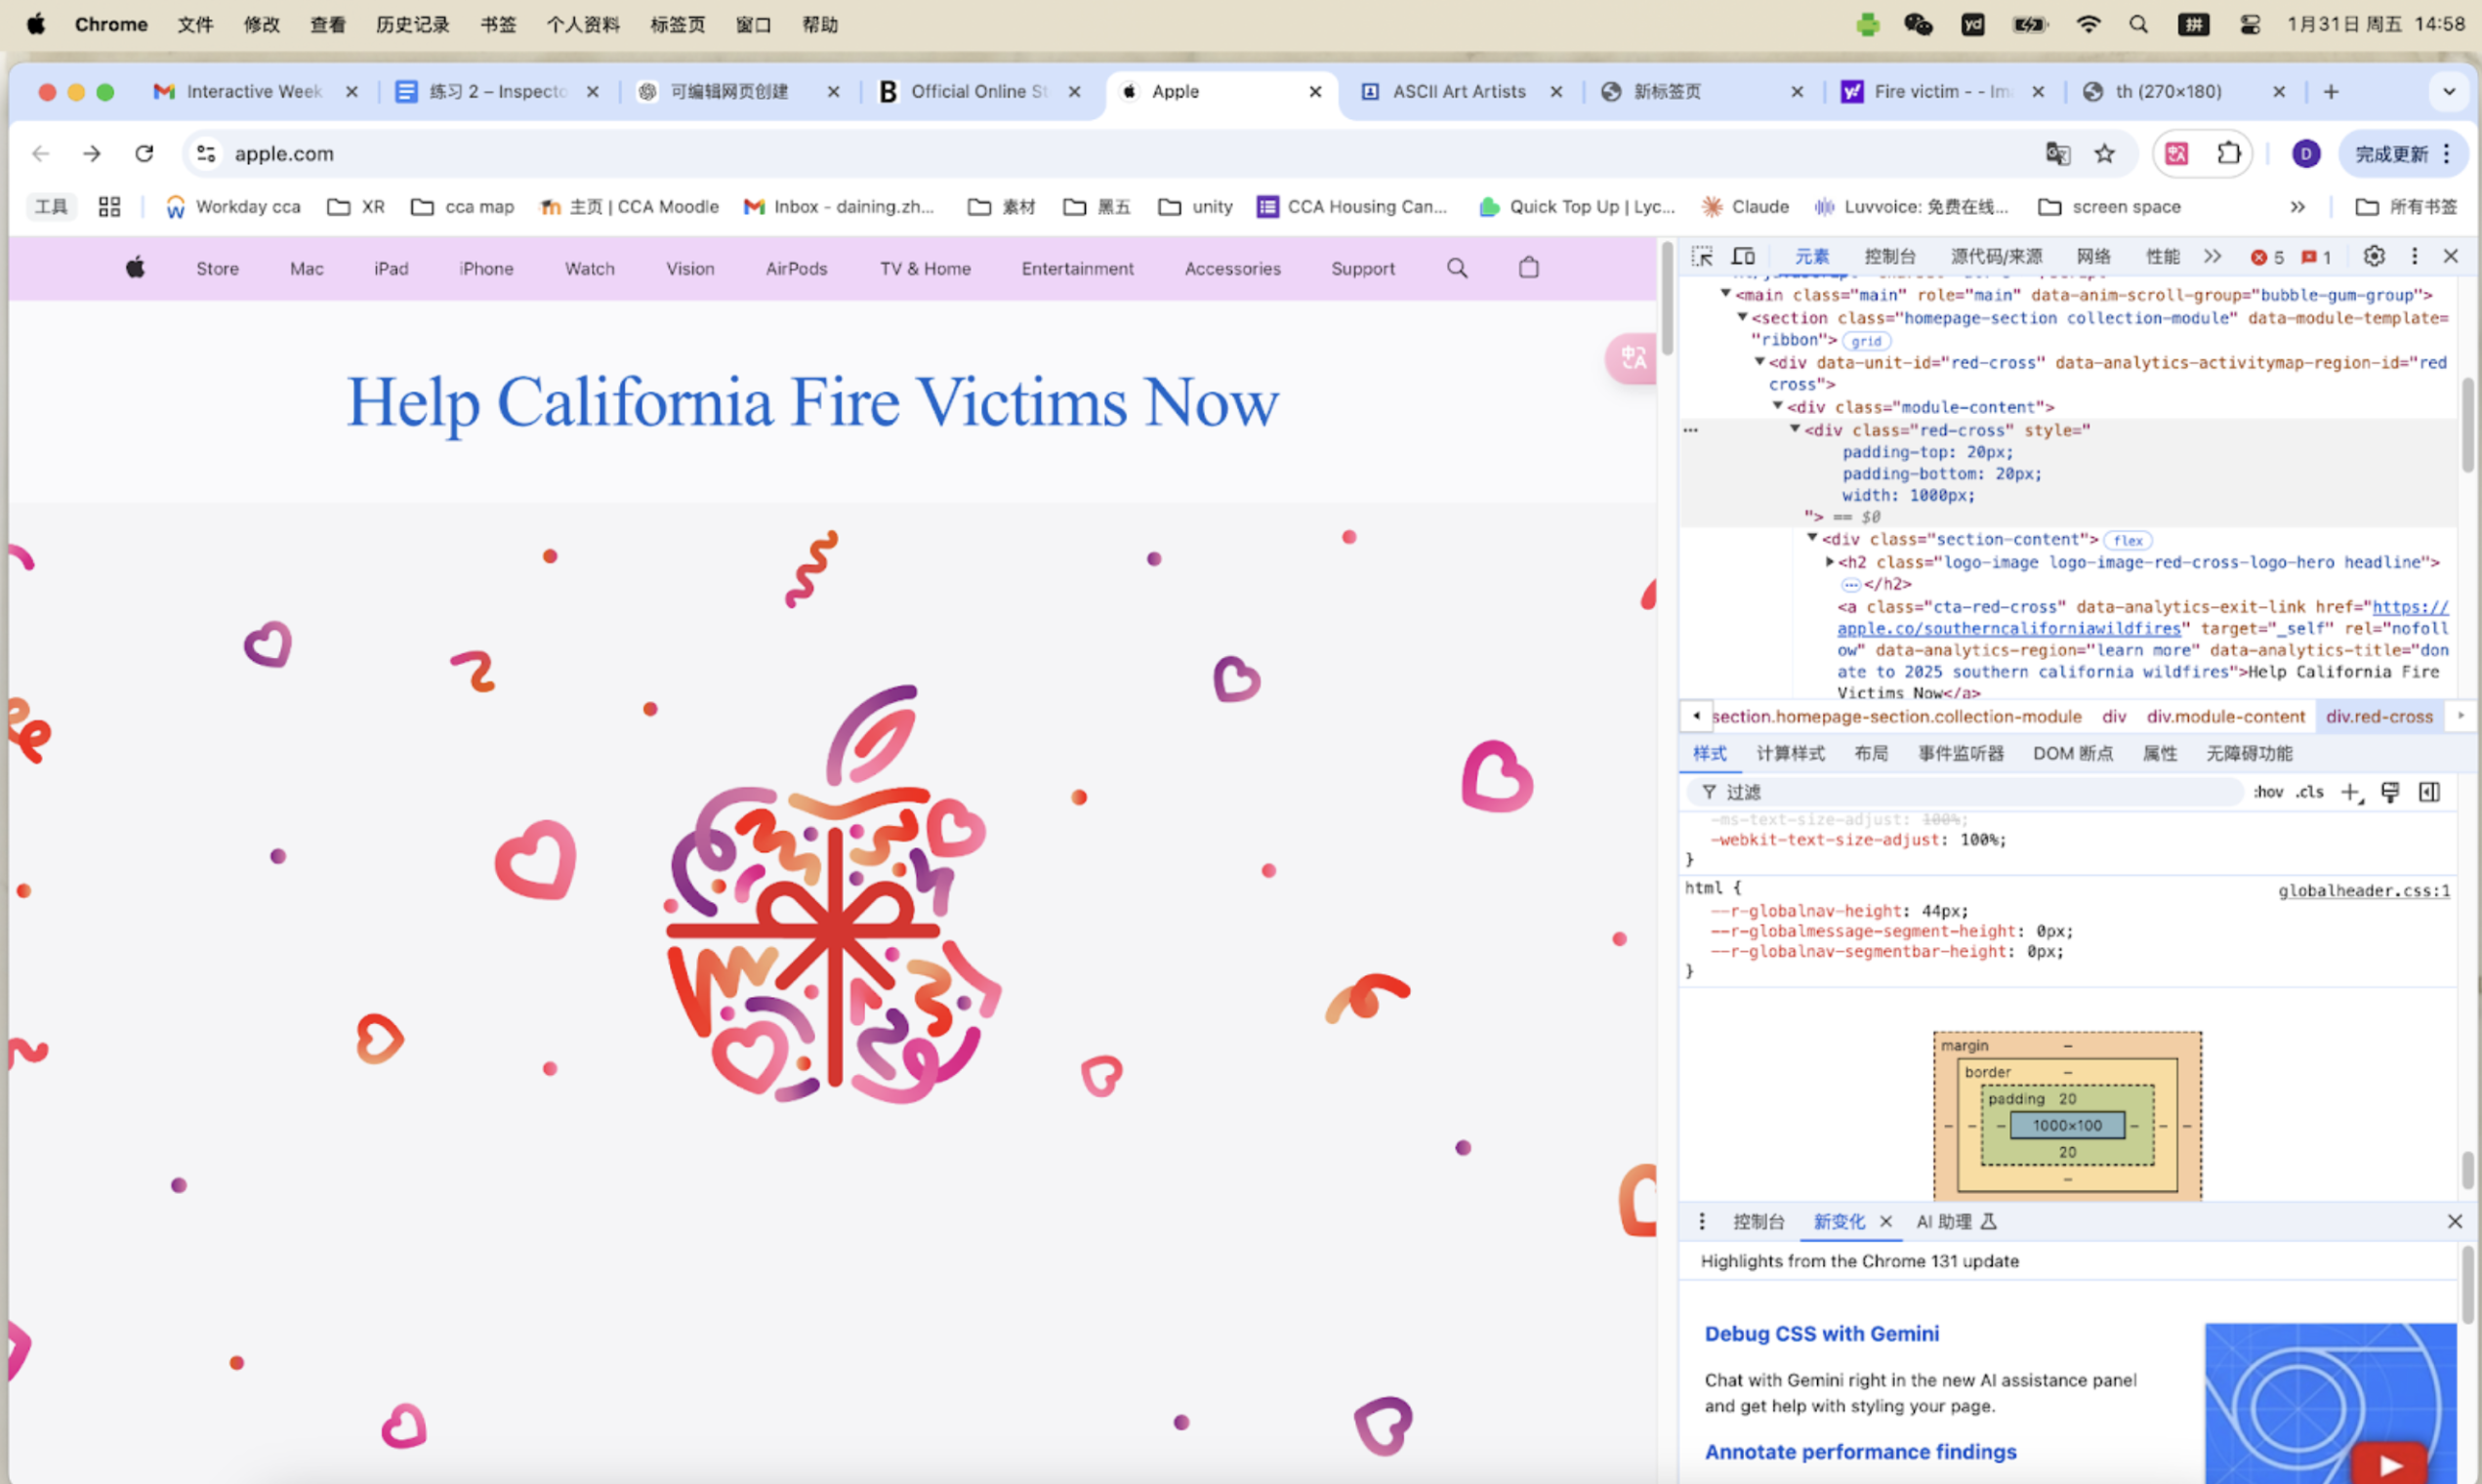 Chrome 文件 修改 查看 历史记录 书签 个人资料 标签页 窗口 帮助 yd 拼 1月31日 周五 14:58
Interactive Week 练习 2 – Inspecto 可编辑网页创建 B Official Online St Apple ASCII Art Artists 新标签页 y! Fire victim - - Im th (270×180)
apple.com D 完成更新
工具 Workday cca XR cca map 主页 | CCA Moodle Inbox - daining.zh... 素材 黑五 unity CCA Housing Can... Quick Top Up | Lyc... Claude Luvvoice: 免费在线... screen space 所有书签
Store Mac iPad iPhone Watch Vision AirPods TV & Home Entertainment Accessories Support
Help California Fire Victims Now
元素 控制台 源代码/来源 网络 性能 5 1
<main class="main" role="main" data-anim-scroll-group="bubble-gum-group">
<section class="homepage-section collection-module" data-module-template=
"ribbon"> grid
<div data-unit-id="red-cross" data-analytics-activitymap-region-id="red
cross">
<div class="module-content">
<div class="red-cross" style="
padding-top: 20px;
padding-bottom: 20px;
width: 1000px;
"> == $0
<div class="section-content"> flex
<h2 class="logo-image logo-image-red-cross-logo-hero headline">
… </h2>
<a class="cta-red-cross" data-analytics-exit-link href="https://
apple.co/southerncaliforniawildfires" target="_self" rel="nofoll
ow" data-analytics-region="learn more" data-analytics-title="don
ate to 2025 southern california wildfires">Help California Fire
Victims Now</a>
section.homepage-section.collection-module div div.module-content div.red-cross
样式 计算样式 布局 事件监听器 DOM 断点 属性 无障碍功能
过滤 :hov .cls
-ms-text-size-adjust: 100%;
-webkit-text-size-adjust: 100%;
}
html { globalheader.css:1
--r-globalnav-height: 44px;
--r-globalmessage-segment-height: 0px;
--r-globalnav-segmentbar-height: 0px;
}
margin –
border –
padding 20
– – – 1000×100 – – –
20
–
控制台 新变化 AI 助理
Highlights from the Chrome 131 update
Debug CSS with Gemini
Chat with Gemini right in the new AI assistance panel
and get help with styling your page.
Annotate performance findings